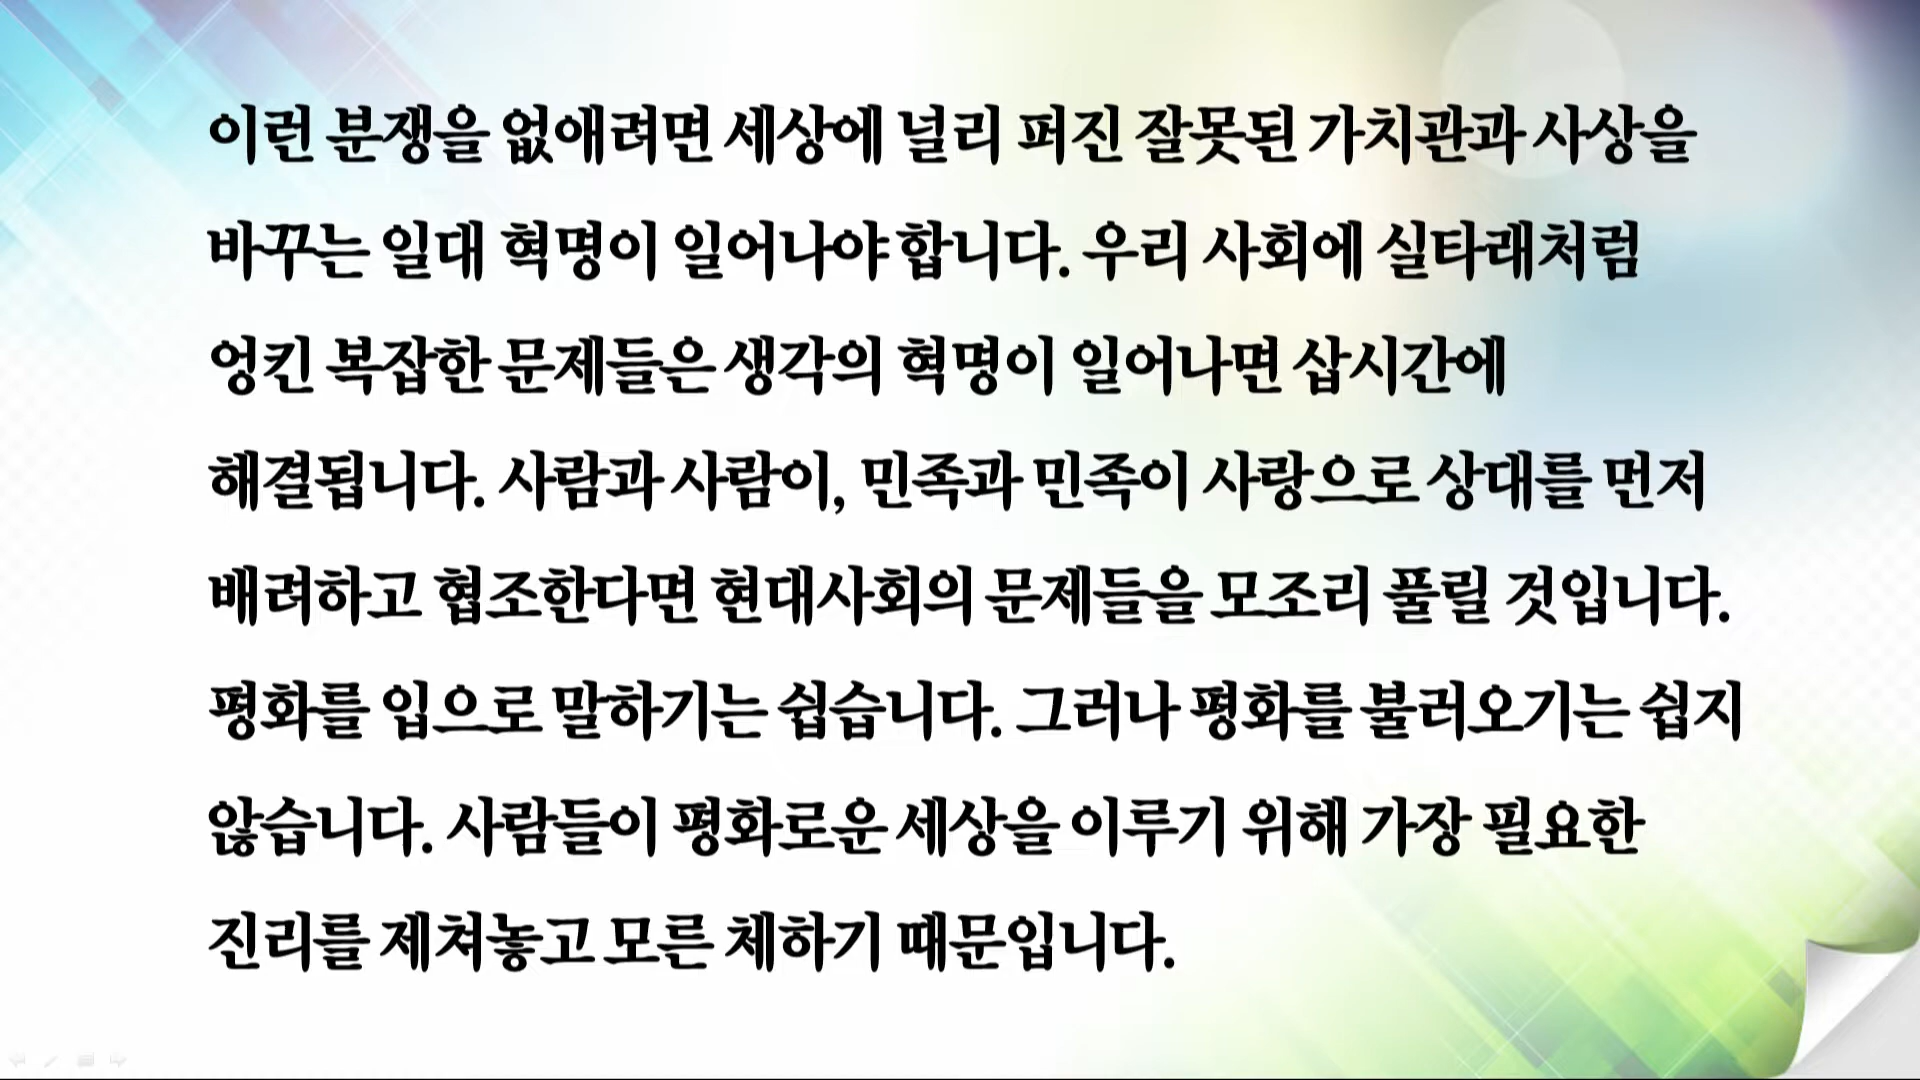 이런 분쟁을 없애려면 세상에 널리 퍼진 잘못된 가치관과 사상을
바꾸는 일대 혁명이 일어나야 합니다. 우리 사회에 실타래처럼
엉킨 복잡한 문제들은 생각의 혁명이 일어나면 삽시간에
해결됩니다. 사람과 사람이, 민족과 민족이 사랑으로 상대를 먼저
배려하고 협조한다면 현대사회의 문제들을 모조리 풀릴 것입니다.
평화를 입으로 말하기는 쉽습니다. 그러나 평화를 불러오기는 쉽지
않습니다. 사람들이 평화로운 세상을 이루기 위해 가장 필요한
진리를 제쳐놓고 모른 체하기 때문입니다.